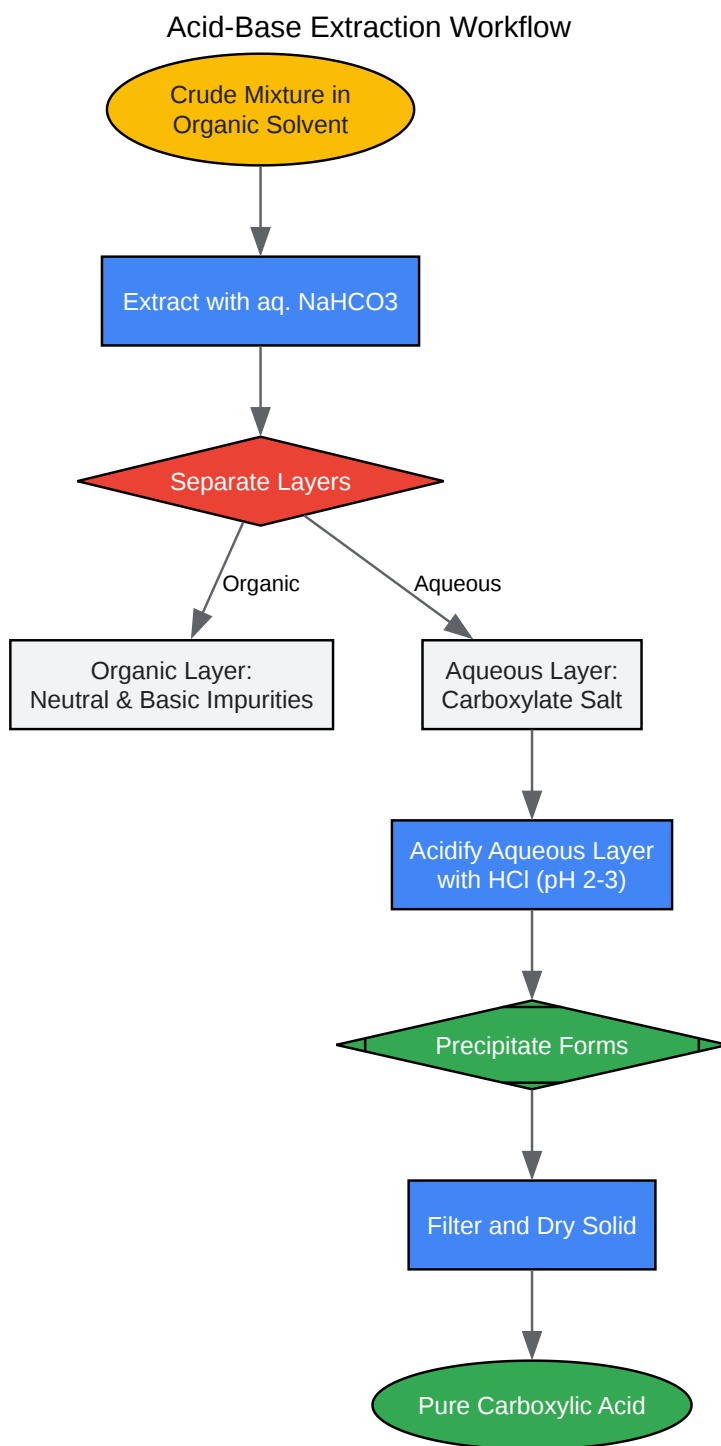 Acid-Base Extraction Workflow
Crude Mixture in
Organic Solvent
Extract with aq. NaHCO3
Separate Layers
Organic
Aqueous
Organic Layer:
Neutral & Basic Impurities
Aqueous Layer:
Carboxylate Salt
Acidify Aqueous Layer
with HCl (pH 2-3)
Precipitate Forms
Filter and Dry Solid
Pure Carboxylic Acid